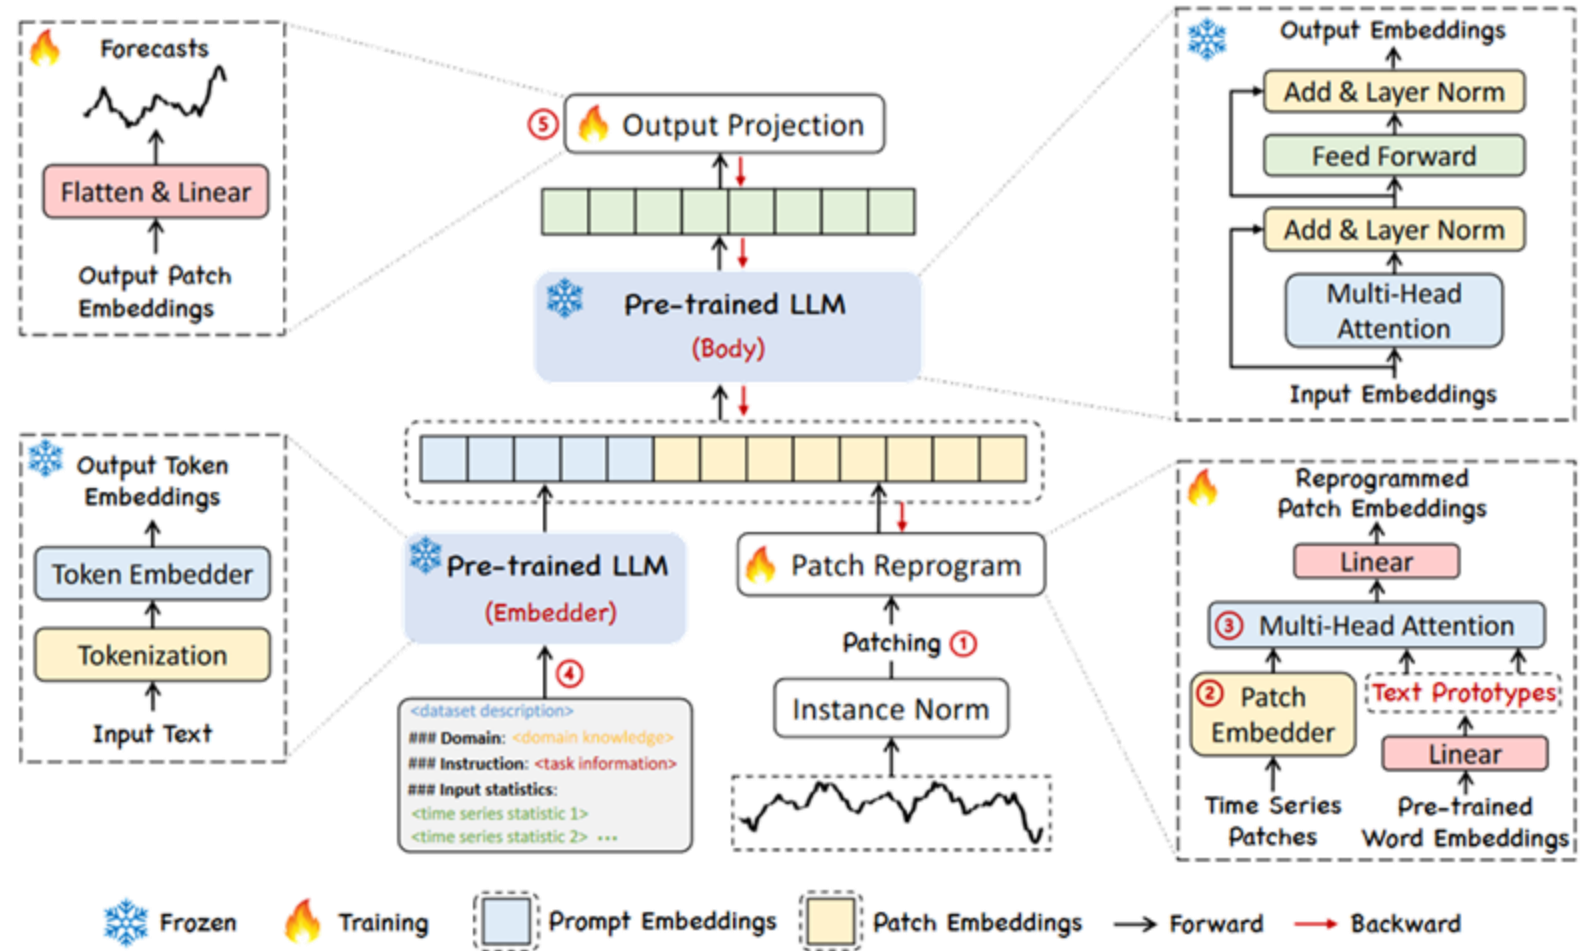 Forecasts
Flatten & Linear
Output Patch
Embeddings
⑤ Output Projection
Pre-trained LLM
(Body)
Output Embeddings
Add & Layer Norm
Feed Forward
Add & Layer Norm
Multi-Head
Attention
Input Embeddings
Output Token
Embeddings
Token Embedder
Tokenization
Input Text
Pre-trained LLM
(Embedder)
④
<dataset description>
### Domain: <domain knowledge>
### Instruction: <task information>
### Input statistics:
<time series statistic 1>
<time series statistic 2> ...
Patch Reprogram
Patching ①
Instance Norm
Reprogrammed
Patch Embeddings
Linear
③ Multi-Head Attention
② Patch
Embedder
Text Prototypes
Linear
Time Series
Patches
Pre-trained
Word Embeddings
Frozen
Training
Prompt Embeddings
Patch Embeddings
Forward
Backward